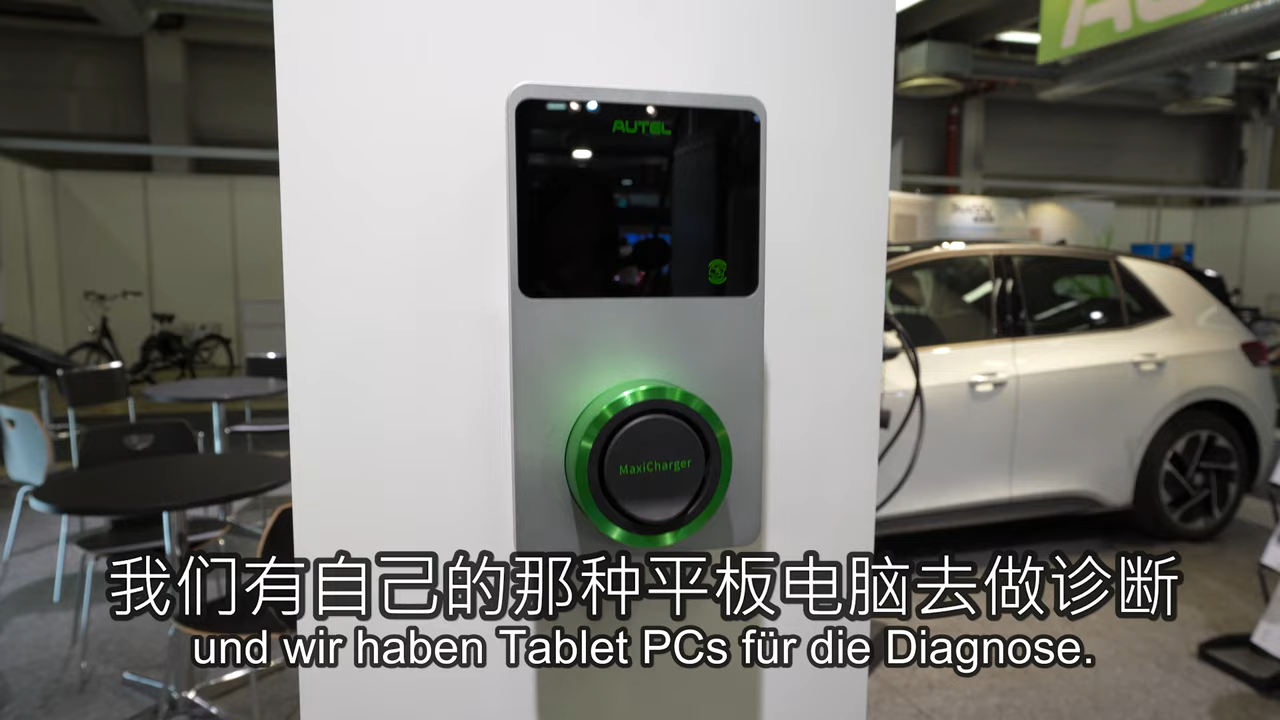 AUTEL
MaxiCharger
我们有自己的那种平板电脑去做诊断
und wir haben Tablet PCs für die Diagnose.